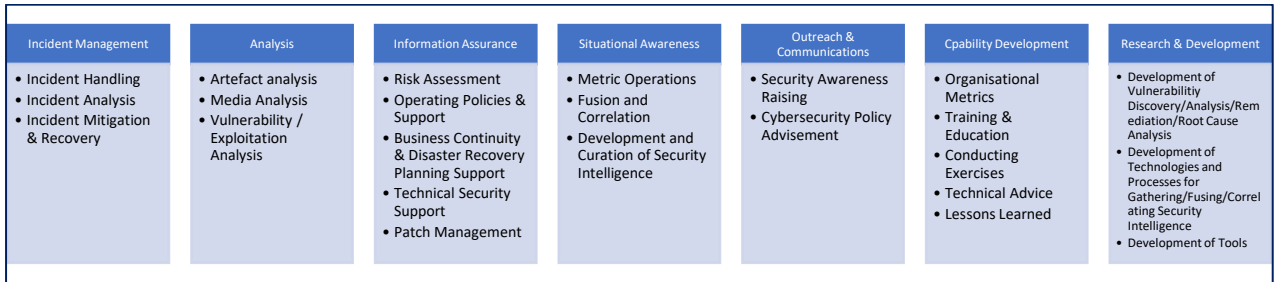 Incident Management
• Incident Handling
• Incident Analysis
• Incident Mitigation
& Recovery
Analysis
• Artefact analysis
• Media Analysis
• Vulnerability /
Exploitation
Analysis
Information Assurance
• Risk Assessment
• Operating Policies &
Support
• Business Continuity
& Disaster Recovery
Planning Support
• Technical Security
Support
• Patch Management
Situational Awareness
• Metric Operations
• Fusion and
Correlation
• Development and
Curation of Security
Intelligence
Outreach &
Communications
• Security Awareness
Raising
• Cybersecurity Policy
Advisement
Cpability Development
• Organisational
Metrics
• Training &
Education
• Conducting
Exercises
• Technical Advice
• Lessons Learned
Research & Development
• Development of
Vulnerability
Discovery/Analysis/Rem
ediation/Root Cause
Analysis
• Development of
Technologies and
Processes for
Gathering/Fusing/Correl
ating Security
Intelligence
• Development of Tools